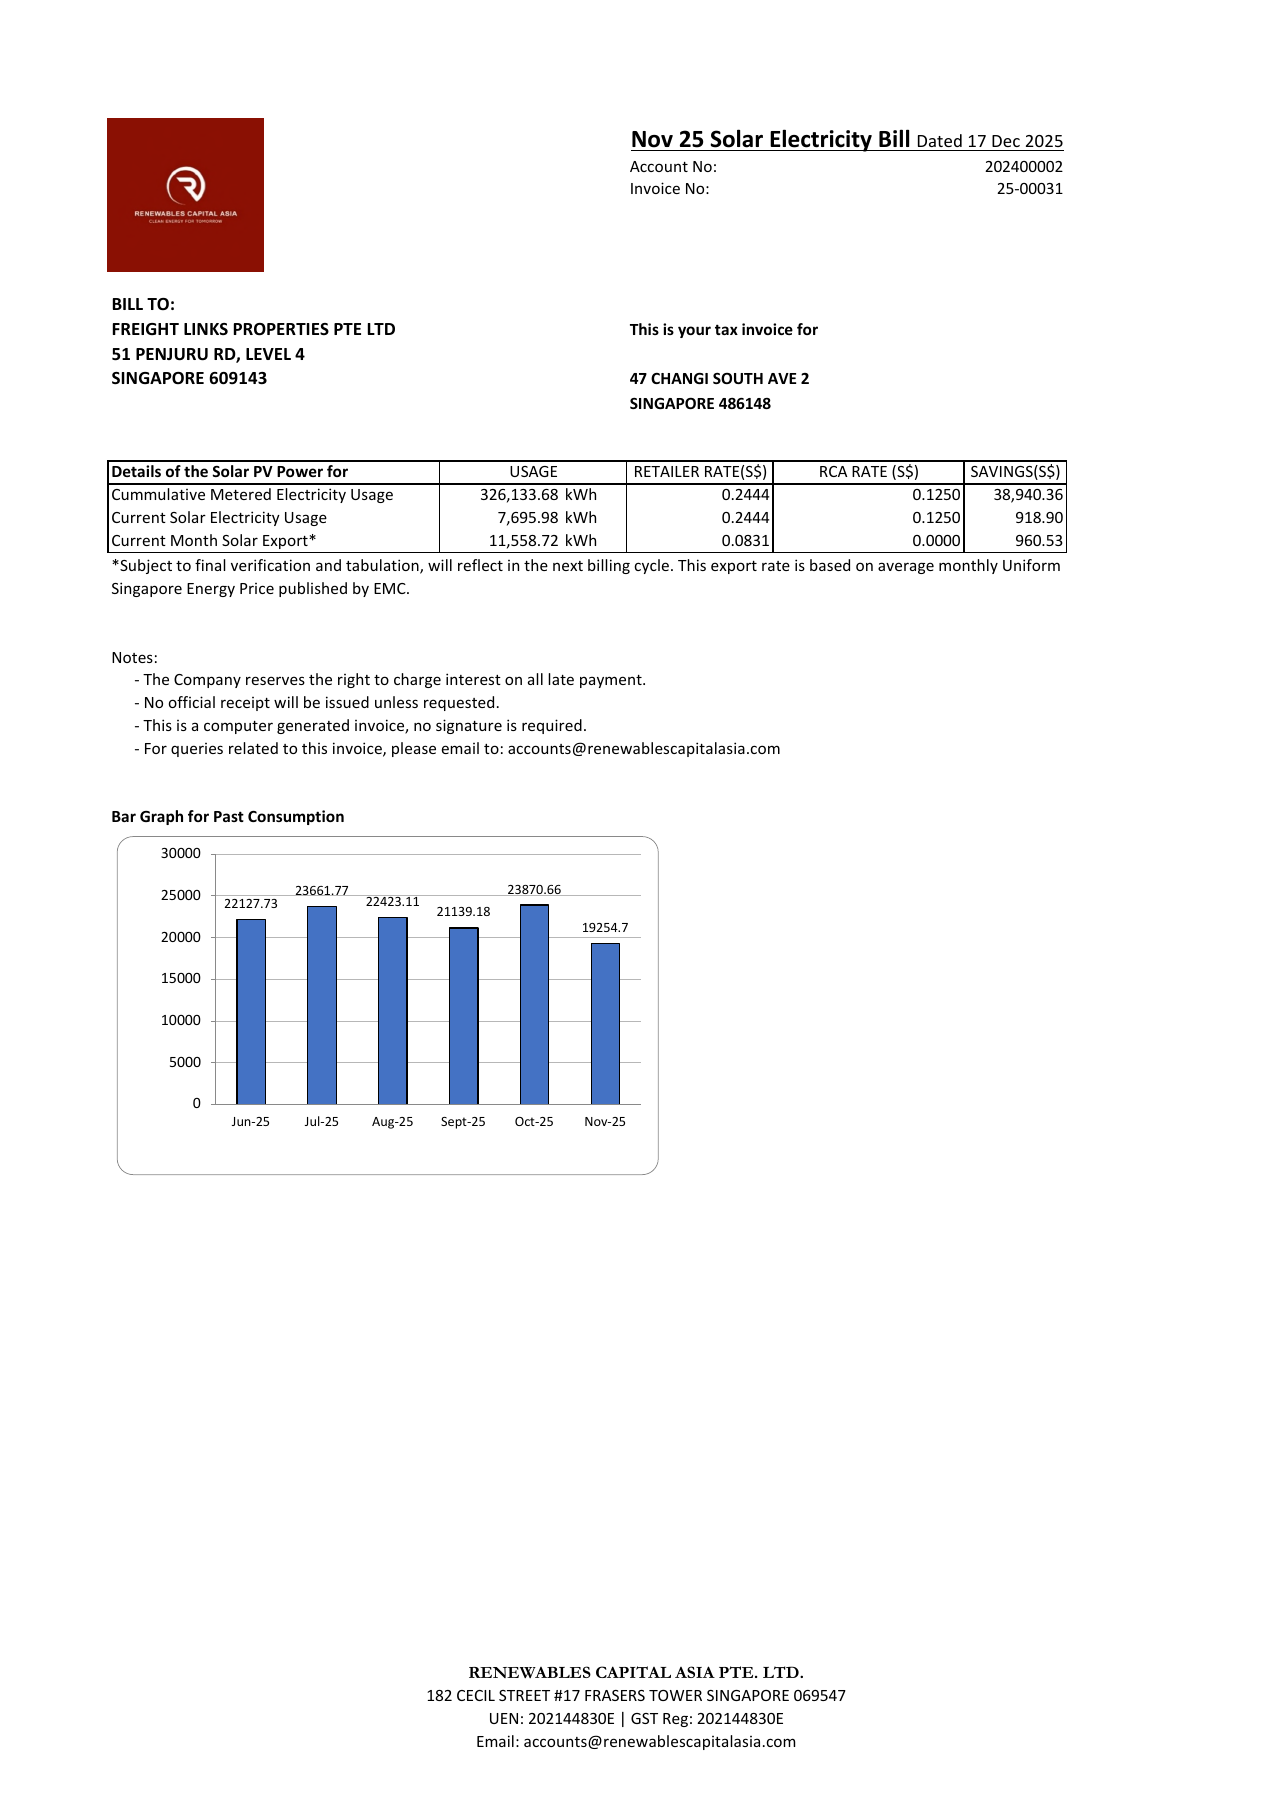 RENEWABLES CAPITAL ASIA
CLEAN ENERGY FOR TOMORROW
Nov 25 Solar Electricity Bill Dated 17 Dec 2025
Account No: 202400002
Invoice No: 25-00031
BILL TO:
FREIGHT LINKS PROPERTIES PTE LTD
51 PENJURU RD, LEVEL 4
SINGAPORE 609143
This is your tax invoice for
47 CHANGI SOUTH AVE 2
SINGAPORE 486148
Details of the Solar PV Power for USAGE RETAILER RATE(S$) RCA RATE (S$) SAVINGS(S$)
Cummulative Metered Electricity Usage 326,133.68 kWh 0.2444 0.1250 38,940.36
Current Solar Electricity Usage 7,695.98 kWh 0.2444 0.1250 918.90
Current Month Solar Export* 11,558.72 kWh 0.0831 0.0000 960.53
*Subject to final verification and tabulation, will reflect in the next billing cycle. This export rate is based on average monthly Uniform
Singapore Energy Price published by EMC.
Notes:
- The Company reserves the right to charge interest on all late payment.
- No official receipt will be issued unless requested.
- This is a computer generated invoice, no signature is required.
- For queries related to this invoice, please email to: accounts@renewablescapitalasia.com
Bar Graph for Past Consumption
30000
25000
20000
15000
10000
5000
0
22127.73 23661.77 22423.11 21139.18 23870.66 19254.7
Jun-25 Jul-25 Aug-25 Sept-25 Oct-25 Nov-25
RENEWABLES CAPITAL ASIA PTE. LTD.
182 CECIL STREET #17 FRASERS TOWER SINGAPORE 069547
UEN: 202144830E | GST Reg: 202144830E
Email: accounts@renewablescapitalasia.com